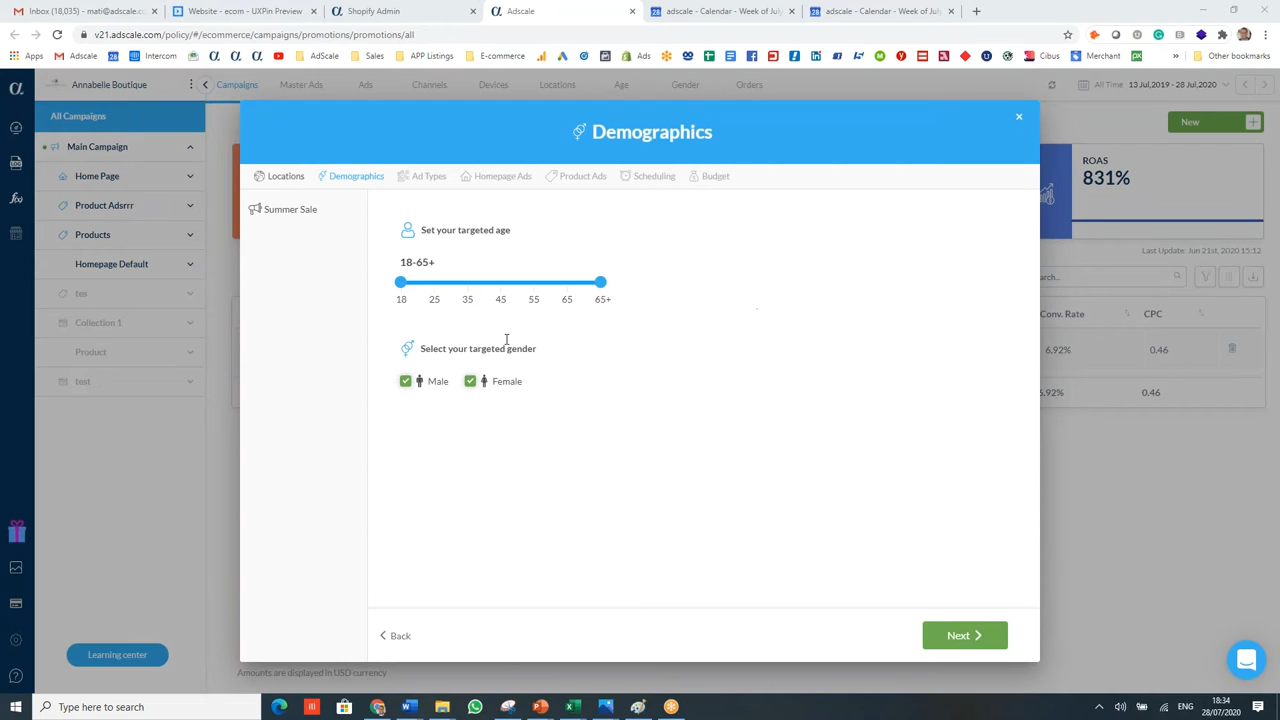 Inbox (18,035) - mati@adscale.co
Website - ecom - UXPin Preview
Shopify Admin
Adscale
adscale - Calendar - Week of July
adscale - Calendar - Week of July
v21.adscale.com/policy/#/ecommerce/campaigns/promotions/promotions/all
Apps
Adscale
Intercom
Sales
APP Listings
E-commerce
Ads
Cibus
Merchant
Other bookmarks
Annabelle Boutique
Campaigns
Master Ads
Ads
Channels
Devices
Locations
Age
Gender
Orders
All Time
13 Jul,2019 - 28 Jul,2020
All Campaigns
New
Main Campaign
Home Page
Product Adsrrr
Products
Homepage Default
tes
Collection 1
Product
test
Learning center
Demographics
Locations
Demographics
Ad Types
Homepage Ads
Product Ads
Scheduling
Budget
Summer Sale
Set your targeted age
18-65+
18 25 35 45 55 65 65+
Select your targeted gender
Male
Female
Back
Next
ROAS
831%
Last Update: Jun 21st, 2020 15:12
earch...
Conv. Rate
CPC
6.92%
0.46
6.92%
0.46
Amounts are displayed in USD currency
Type here to search
ENG
18:34
28/07/2020